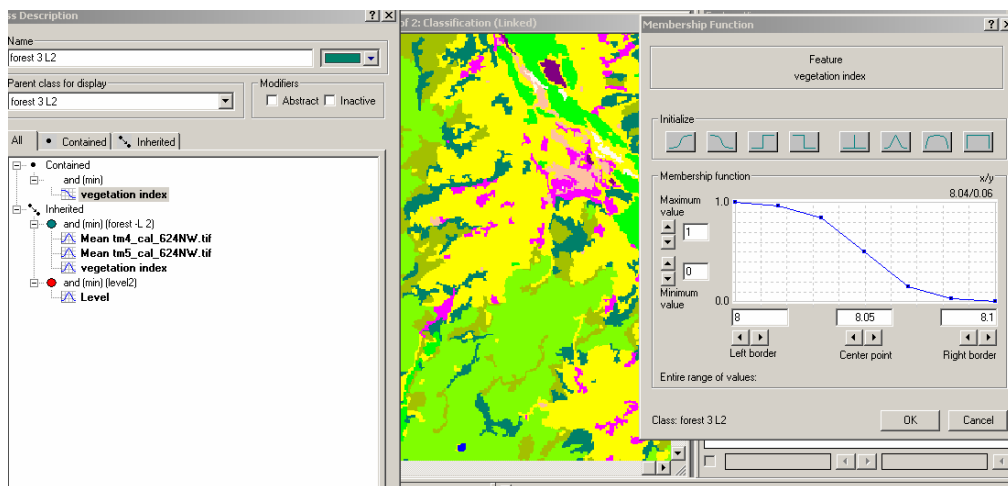 ss Description
Name
forest 3 L2
Parent class for display
forest 3 L2
Modifiers
Abstract
Inactive
All
Contained
Inherited
Contained
and (min)
vegetation index
Inherited
and (min) (forest -L 2)
Mean tm4_cal_624NW.tif
Mean tm5_cal_624NW.tif
vegetation index
and (min) (level2)
Level
of 2: Classification (Linked)
Membership Function
Feature
vegetation index
Initialize
Membership function
x/y
8.04/0.06
Maximum
value
1
0
Minimum
value
1.0
0.0
8
8.05
8.1
Left border
Center point
Right border
Entire range of values:
Class: forest 3 L2
OK
Cancel